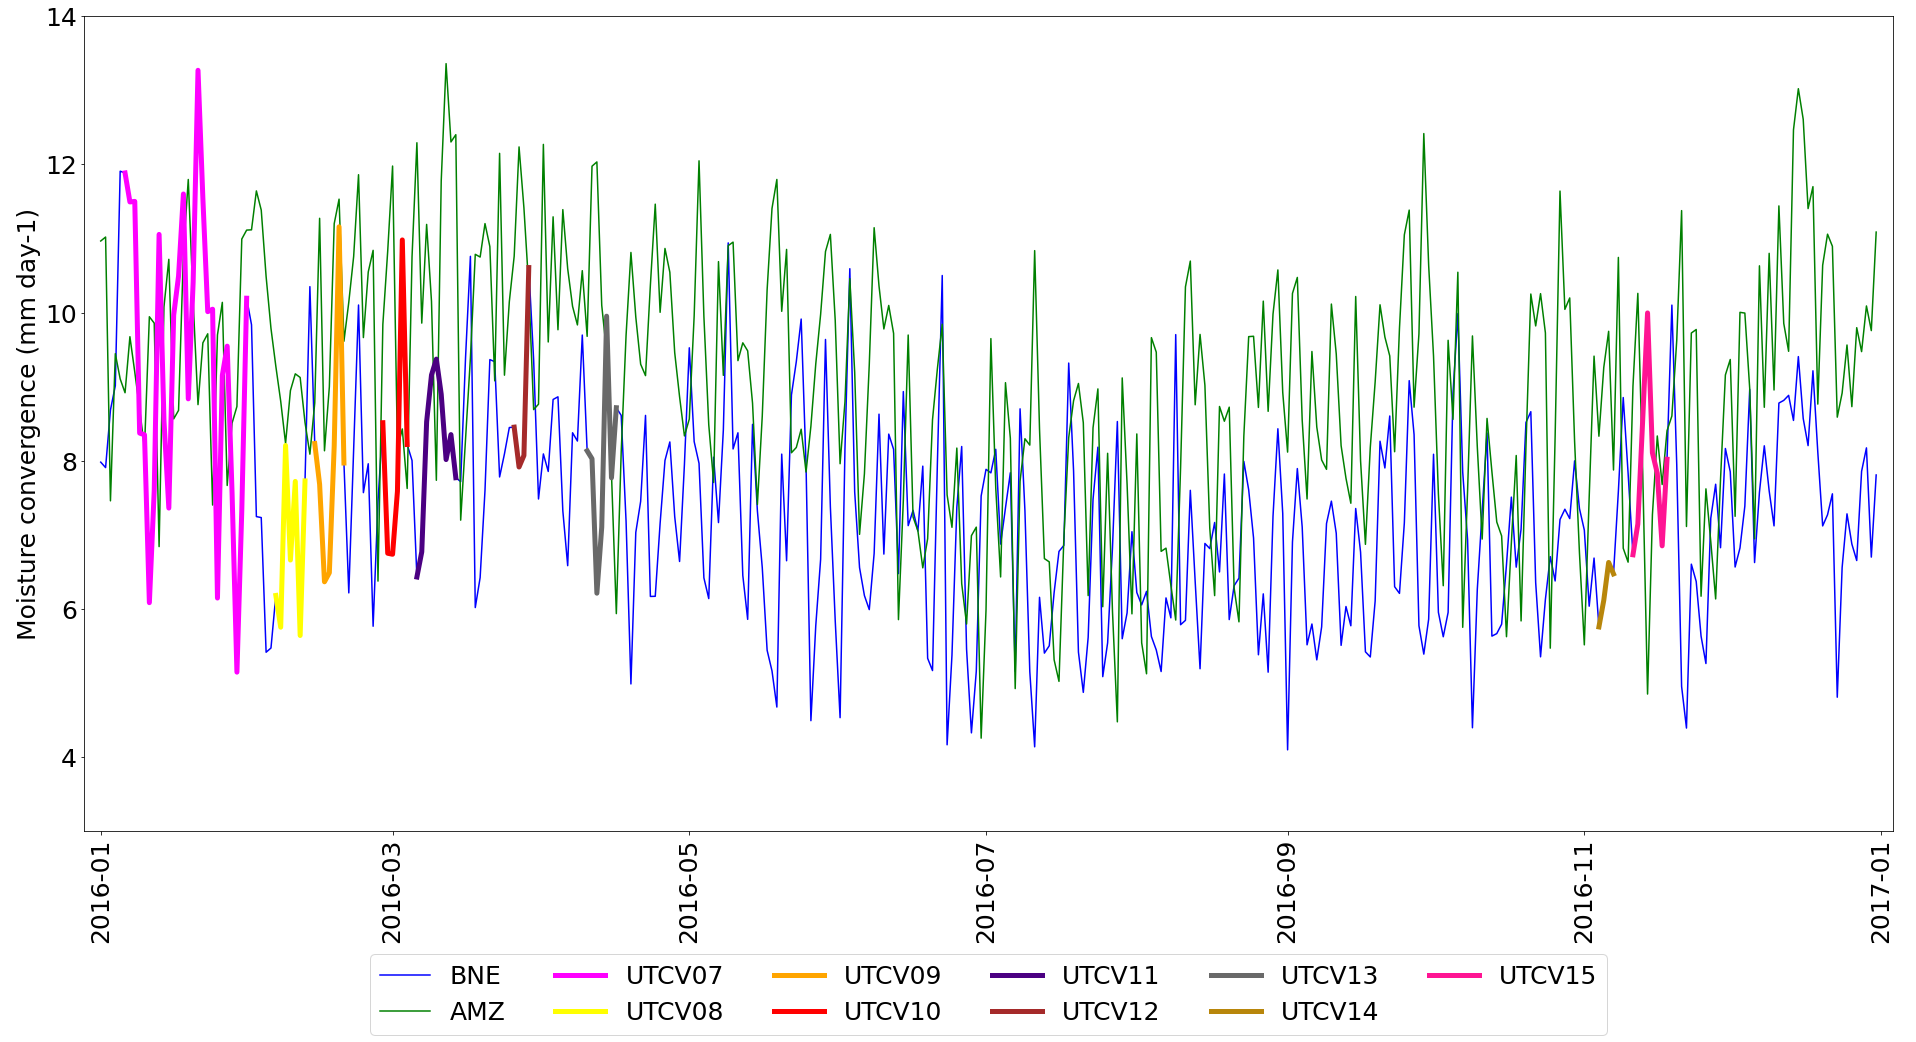 14
12
10
8
6
4
Moisture convergence (mm day-1)
2016-01
2016-03
2016-05
2016-07
2016-09
2016-11
2017-01
BNE
AMZ
UTCV07
UTCV08
UTCV09
UTCV10
UTCV11
UTCV12
UTCV13
UTCV14
UTCV15